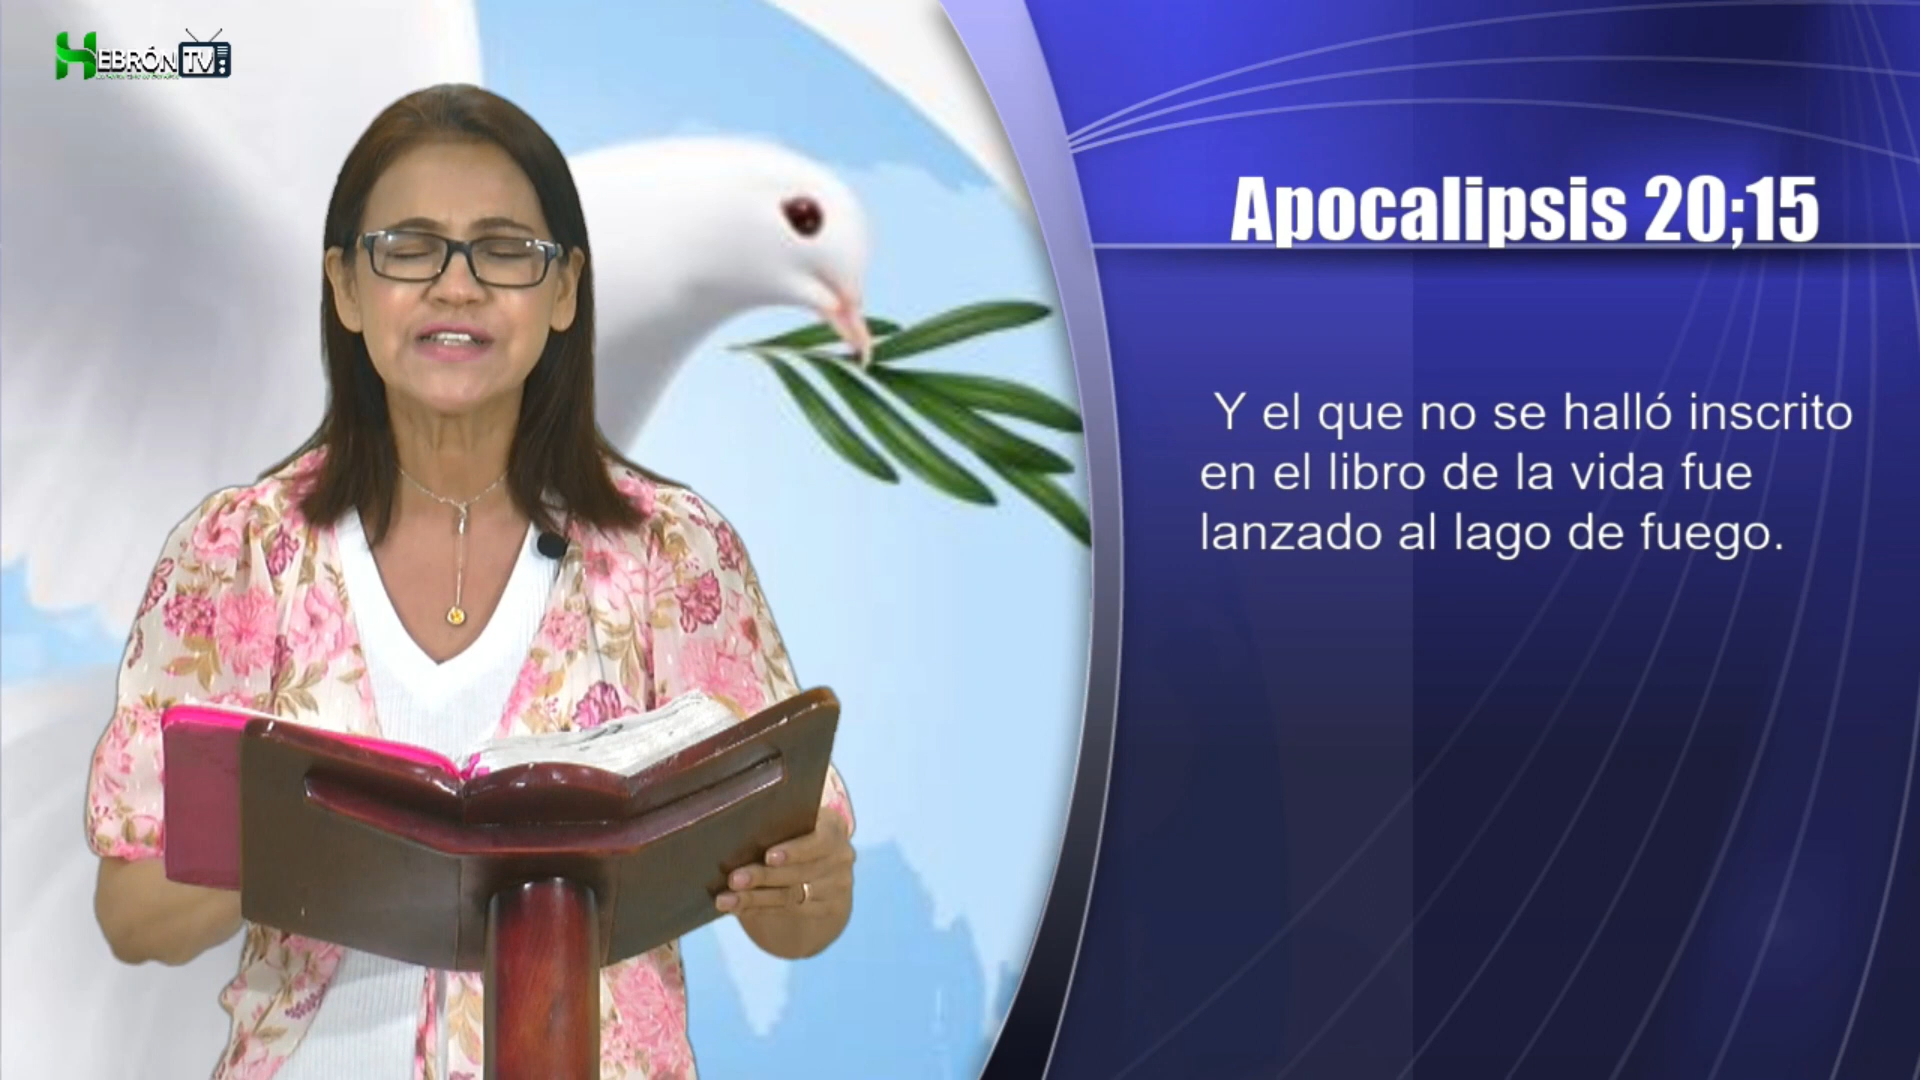 HEBRÓN TV
Apocalipsis 20;15
Y el que no se halló inscrito
en el libro de la vida fue
lanzado al lago de fuego.